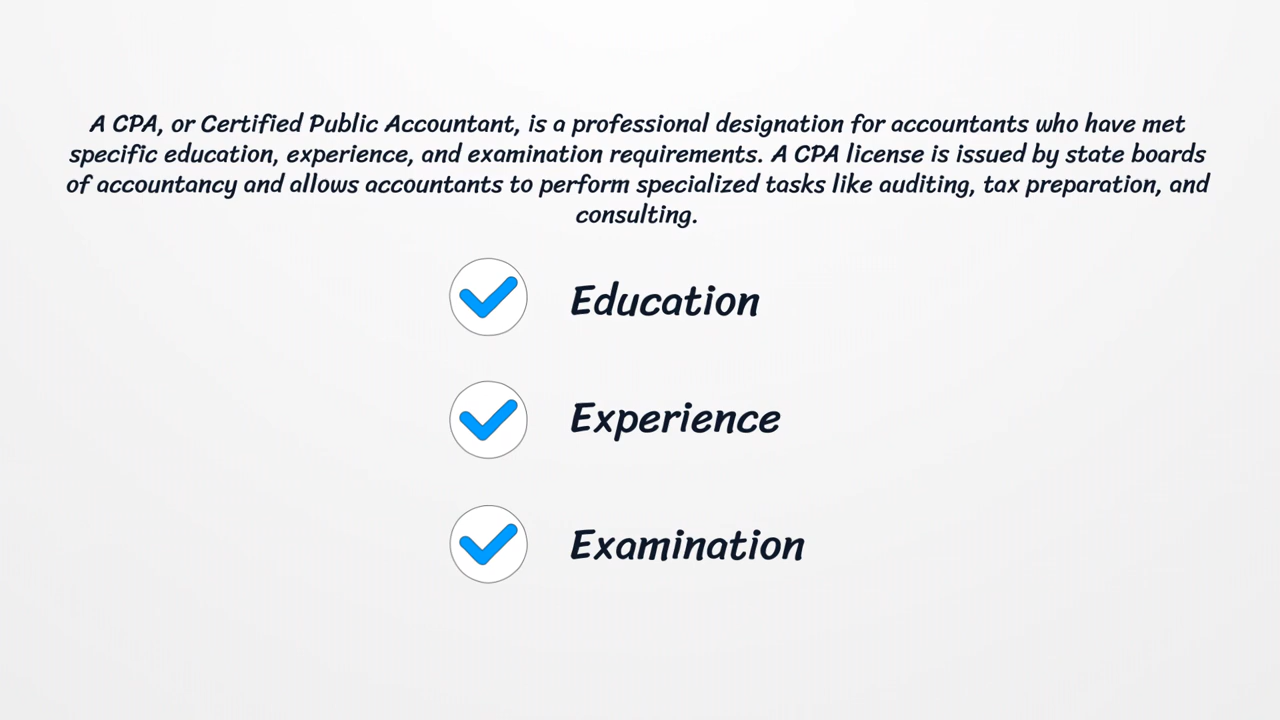 A CPA, or Certified Public Accountant, is a professional designation for accountants who have met
specific education, experience, and examination requirements. A CPA license is issued by state boards
of accountancy and allows accountants to perform specialized tasks like auditing, tax preparation, and
consulting.
Education
Experience
Examination